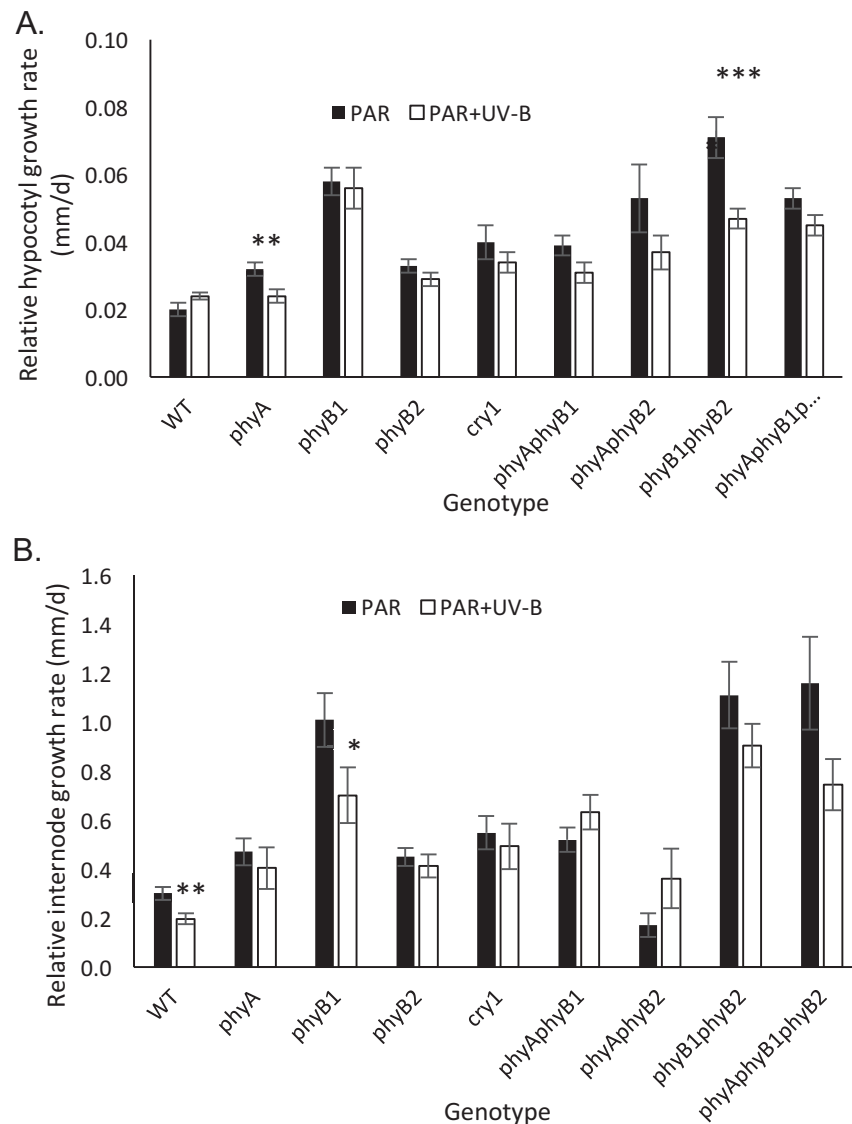 A.
Relative hypocotyl growth rate
(mm/d)
0.10
0.08
0.06
0.04
0.02
0.00
PAR PAR+UV-B
**
***
*
WT phyA phyB1 phyB2 cry1 phyAphyB1 phyAphyB2 phyB1phyB2 phyAphyB1p...
Genotype
B.
Relative internode growth rate (mm/d)
1.6
1.4
1.2
1.0
0.8
0.6
0.4
0.2
0.0
PAR PAR+UV-B
**
*
WT phyA phyB1 phyB2 cry1 phyAphyB1 phyAphyB2 phyB1phyB2 phyAphyB1phyB2
Genotype